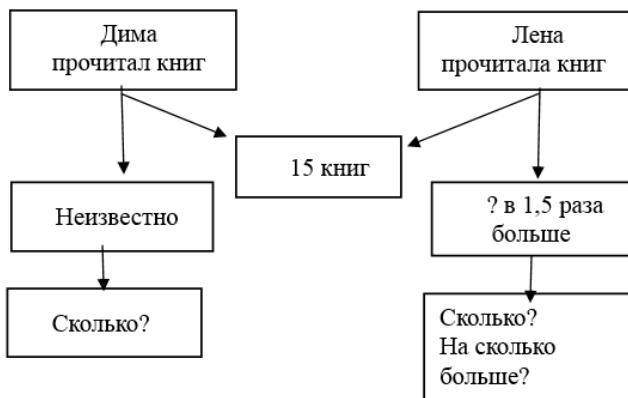 Дима
прочитал книг
Лена
прочитала книг
15 книг
Неизвестно
? в 1,5 раза
больше
Сколько?
Сколько?
На сколько
больше?